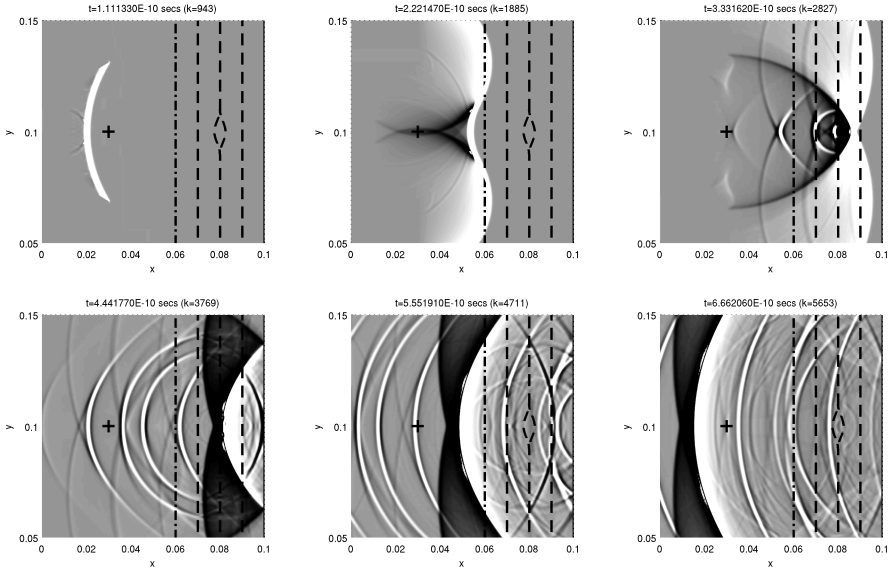 t=1.111330E-10 secs (k=943)
t=2.221470E-10 secs (k=1885)
t=3.331620E-10 secs (k=2827)
0.15
0.15
0.15
y
0.1
y
0.1
y
0.1
0.05
0.05
0.05
0 0.02 0.04 0.06 0.08 0.1
0 0.02 0.04 0.06 0.08 0.1
0 0.02 0.04 0.06 0.08 0.1
x
x
x
t=4.441770E-10 secs (k=3769)
t=5.551910E-10 secs (k=4711)
t=6.662060E-10 secs (k=5653)
0.15
0.15
0.15
y
0.1
y
0.1
y
0.1
0.05
0.05
0.05
0 0.02 0.04 0.06 0.08 0.1
0 0.02 0.04 0.06 0.08 0.1
0 0.02 0.04 0.06 0.08 0.1
x
x
x